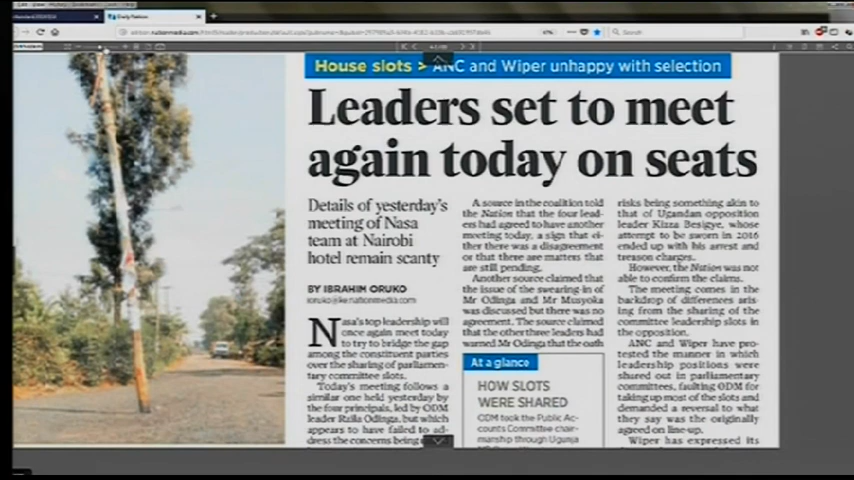 Daily Nation
Search
House slots > ANC and Wiper unhappy with selection
Leaders set to meet
again today on seats
Details of yesterday's
meeting of Nasa
team at Nairobi
hotel remain scanty
BY IBRAHIM ORUKO
ioruko@ke.nationmedia.com
Nasa's top leadership will
once again meet today
to try to bridge the gap
among the constituent parties
over the sharing of parliamen-
tary committee slots.
Today's meeting follows a
similar one held yesterday by
the four principals, led by ODM
leader Raila Odinga, but which
appears to have failed to ad-
dress the concerns being
A source in the coalition told
the Nation that the four lead-
ers had agreed to have another
meeting today, a sign that ei-
ther there was a disagreement
or that there are matters that
are still pending.
Another source claimed that
the issue of the swearing-in of
Mr Odinga and Mr Musyoka
was discussed but there was no
agreement. The source claimed
that the other three leaders had
warned Mr Odinga that the oath
At a glance
HOW SLOTS
WERE SHARED
ODM took the Public Ac-
counts Committee chair-
manship through Ugunja
risks being something akin to
that of Ugandan opposition
leader Kizza Besigye, whose
attempt to be sworn in 2016
ended up with his arrest and
treason charges.
However, the Nation was not
able to confirm the claims.
The meeting comes in the
backdrop of differences aris-
ing from the sharing of the
committee leadership slots in
the opposition.
ANC and Wiper have pro-
tested the manner in which
leadership positions were
shared out in parliamentary
committees, faulting ODM for
taking up most of the slots and
demanded a reversal to what
they say was the originally
agreed on line-up.
Wiper has expressed its